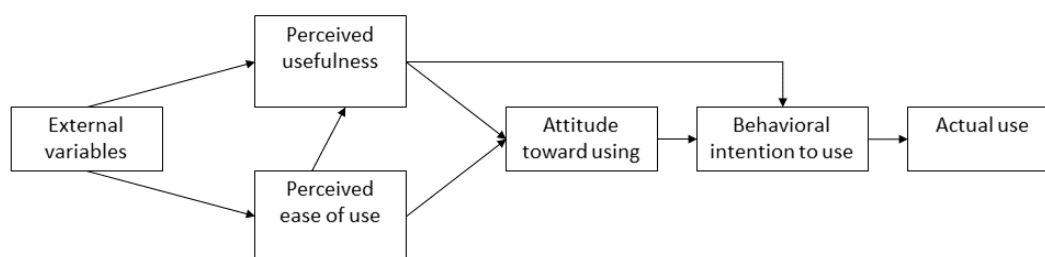 Perceived
usefulness
External
variables
Attitude
toward using
Behavioral
intention to use
Actual use
Perceived
ease of use